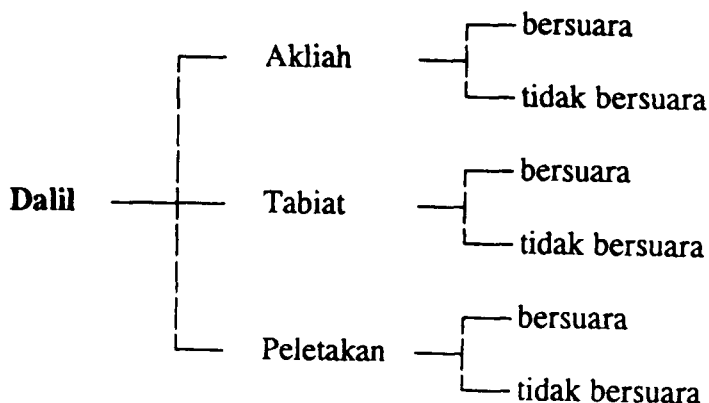 bersuara
Akliah
tidak bersuara
bersuara
Dalil
Tabiat
tidak bersuara
bersuara
Peletakan
tidak bersuara